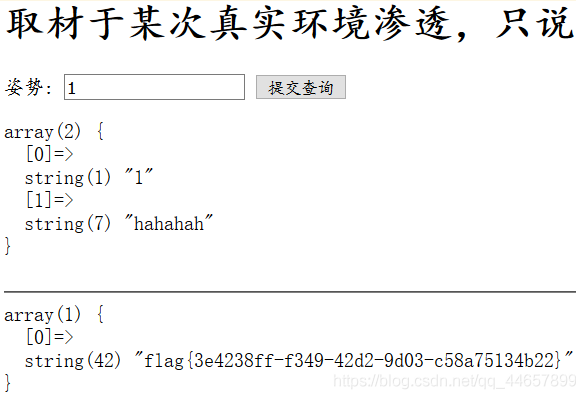 取材于某次真实环境渗透，只说
姿势： 1 提交查询
array(2) {
  [0]=>
  string(1) "1"
  [1]=>
  string(7) "hahahah"
}
array(1) {
  [0]=>
  string(42) "flag{3e4238ff-f349-42d2-9d03-c58a75134b22}"
}
https://blog.csdn.net/qq_44657899